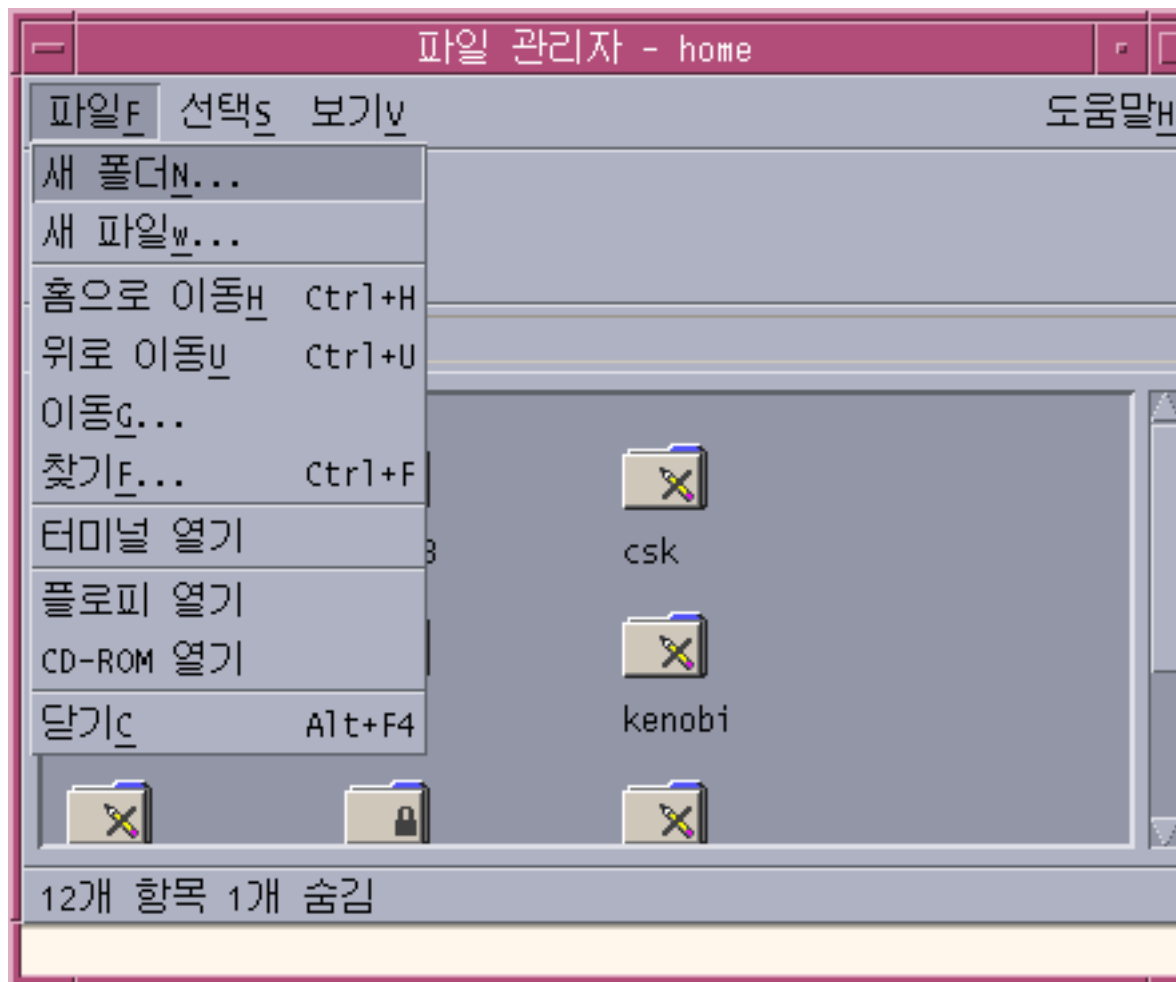 파일 관리자 - home
파일F 선택S 보기V 도움말H
새 폴더N...
새 파일w...
홈으로 이동H Ctrl+H
위로 이동U Ctrl+U
이동G...
찾기F... Ctrl+F
터미널 열기
플로피 열기
CD-ROM 열기
닫기C Alt+F4
csk
kenobi
12개 항목 1개 숨김